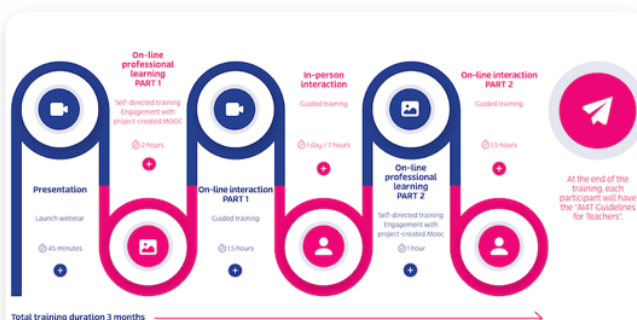 Presentation
Launch webinar
45 minutes
On-line
professional
learning
PART 1
Self-directed training
Engagement with
project-created MOOC
2 hours
On-line interaction
PART 1
Guided training
1,5 hours
In-person
interaction
Guided training
1 day / 7 hours
On-line
professional
learning
PART 2
Self-directed training
Engagement with
project-created Mooc
1 hour
On-line interaction
PART 2
Guided training
1,5 hours
At the end of the
training, each
participant will have
the "AI4T Guidelines
for Teachers".
Total training duration 3 months